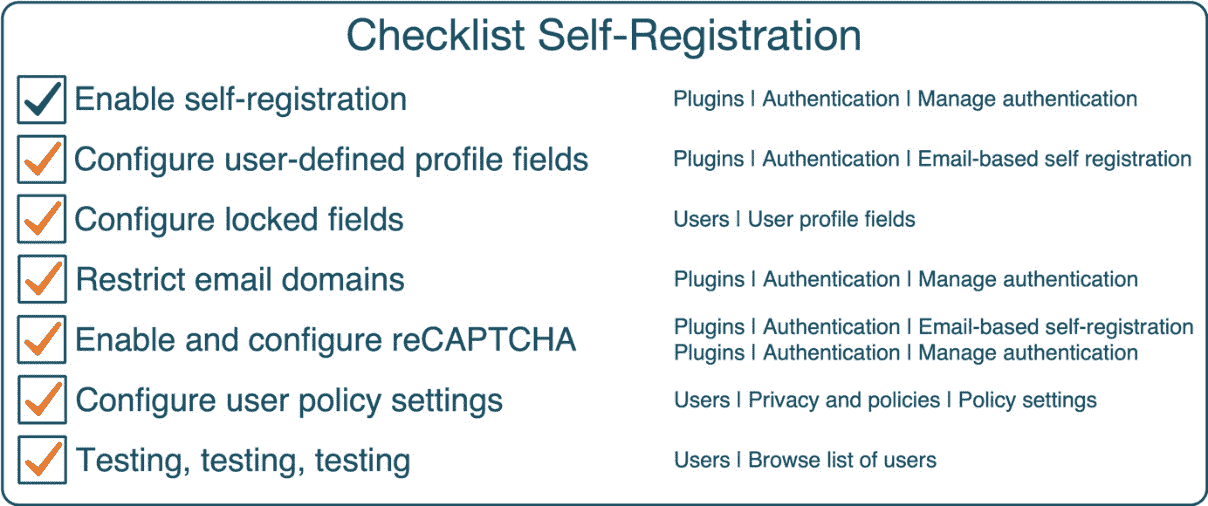 Checklist Self-Registration
Enable self-registration
Plugins | Authentication | Manage authentication
Configure user-defined profile fields
Plugins | Authentication | Email-based self registration
Configure locked fields
Users | User profile fields
Restrict email domains
Plugins | Authentication | Manage authentication
Enable and configure reCAPTCHA
Plugins | Authentication | Email-based self-registration
Plugins | Authentication | Manage authentication
Configure user policy settings
Users | Privacy and policies | Policy settings
Testing, testing, testing
Users | Browse list of users